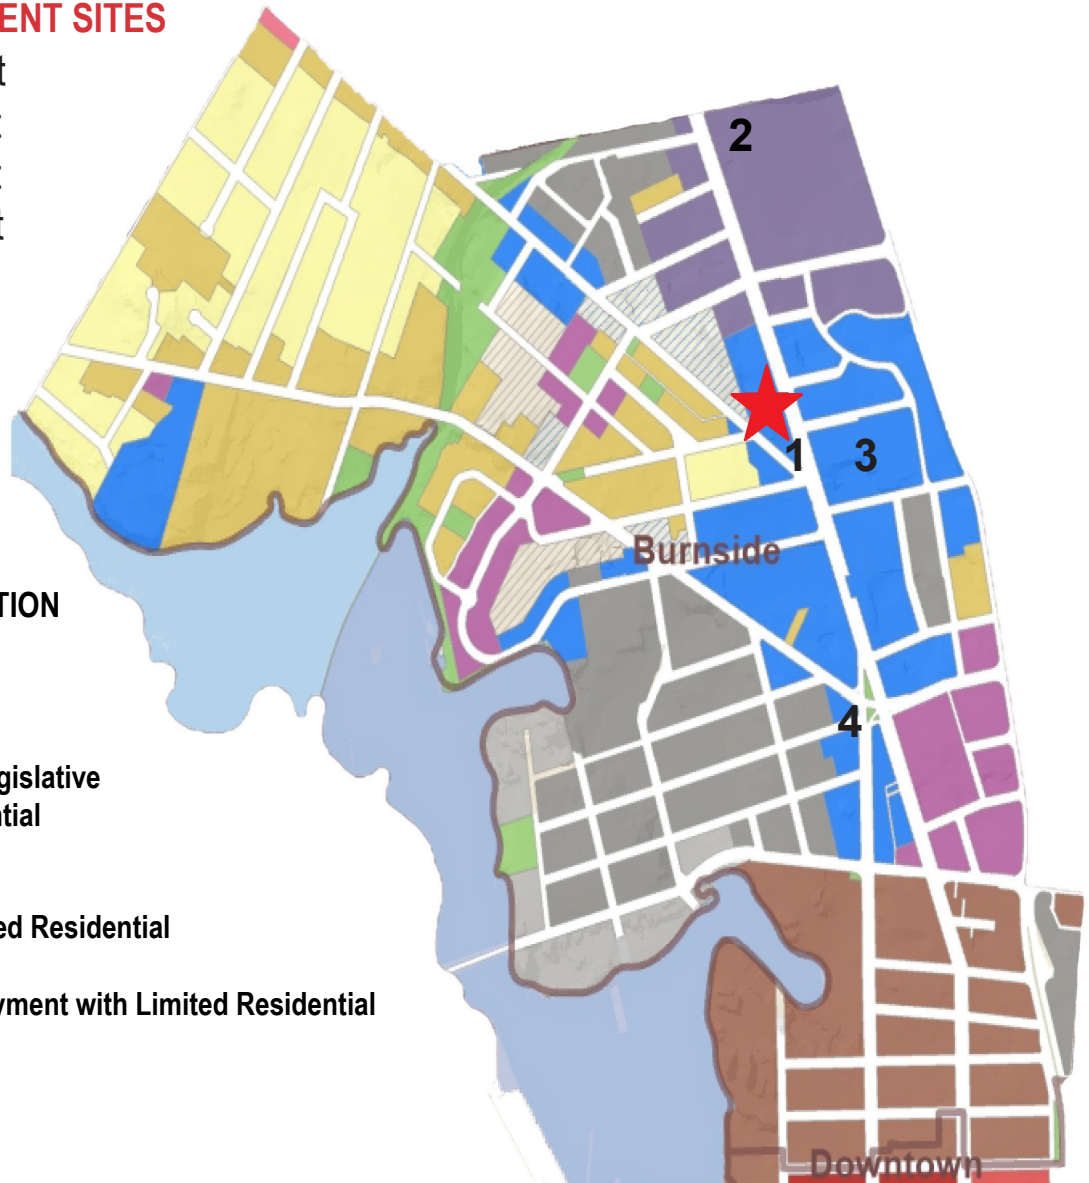 ENT SITES
t
t
t
t
2
1
3
Burnside
TION
4
gislative
ntial
ed Residential
yment with Limited Residential
Downtown